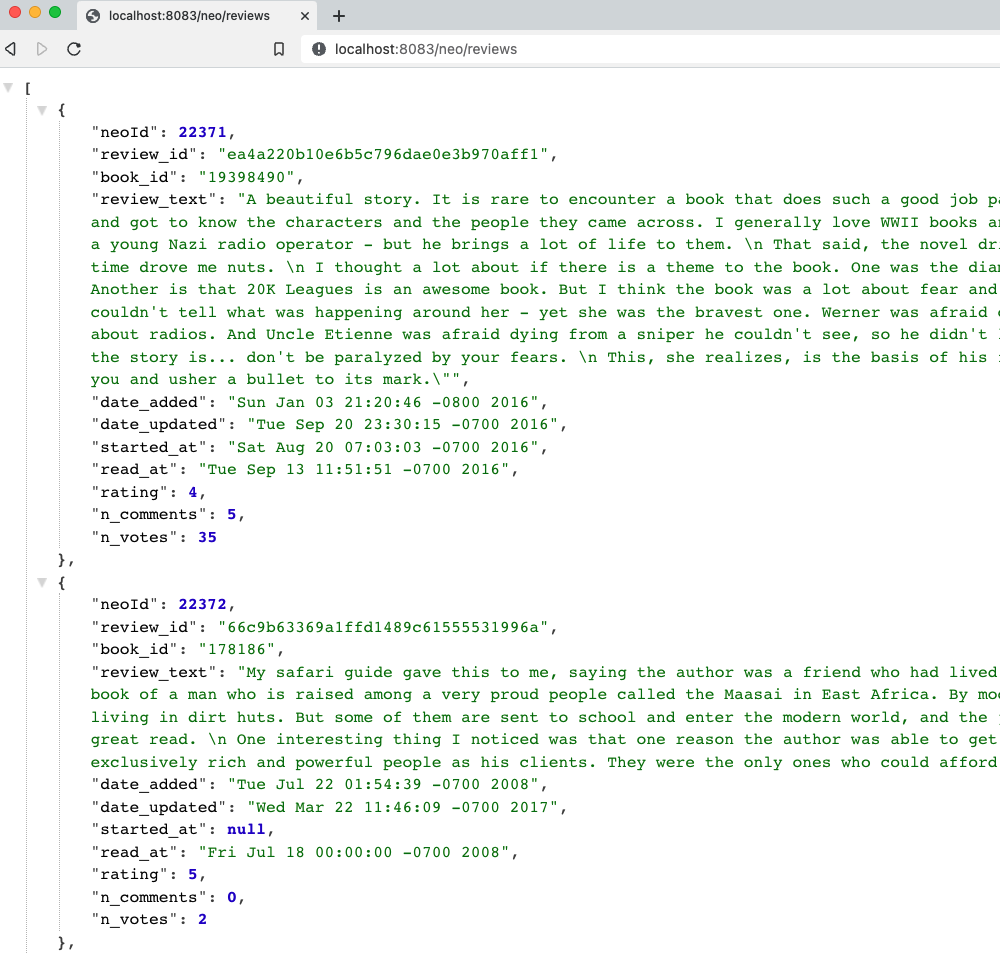 localhost:8083/neo/reviews
localhost:8083/neo/reviews
[
{
"neoId": 22371,
"review_id": "ea4a220b10e6b5c796dae0e3b970aff1",
"book_id": "19398490",
"review_text": "A beautiful story. It is rare to encounter a book that does such a good job
and got to know the characters and the people they came across. I generally love WWII books
a young Nazi radio operator - but he brings a lot of life to them. \n That said, the novel
time drove me nuts. \n I thought a lot about if there is a theme to the book. One was the
Another is that 20K Leagues is an awesome book. But I think the book was a lot about fear and
couldn't tell what was happening around her - yet she was the bravest one. Werner was afraid
about radios. And Uncle Etienne was afraid dying from a sniper he couldn't see, so he didn't
the story is... don't be paralyzed by your fears. \n This, she realizes, is the basis of his
you and usher a bullet to its mark.\"",
"date_added": "Sun Jan 03 21:20:46 -0800 2016",
"date_updated": "Tue Sep 20 23:30:15 -0700 2016",
"started_at": "Sat Aug 20 07:03:03 -0700 2016",
"read_at": "Tue Sep 13 11:51:51 -0700 2016",
"rating": 4,
"n_comments": 5,
"n_votes": 35
},
{
"neoId": 22372,
"review_id": "66c9b63369a1ffd1489c61555531996a",
"book_id": "178186",
"review_text": "My safari guide gave this to me, saying the author was a friend who had lived
book of a man who is raised among a very proud people called the Maasai in East Africa. By
living in dirt huts. But some of them are sent to school and enter the modern world, and the
great read. \n One interesting thing I noticed was that one reason the author was able to get
exclusively rich and powerful people as his clients. They were the only ones who could afford
"date_added": "Tue Jul 22 01:54:39 -0700 2008",
"date_updated": "Wed Mar 22 11:46:09 -0700 2017",
"started_at": null,
"read_at": "Fri Jul 18 00:00:00 -0700 2008",
"rating": 5,
"n_comments": 0,
"n_votes": 2
},